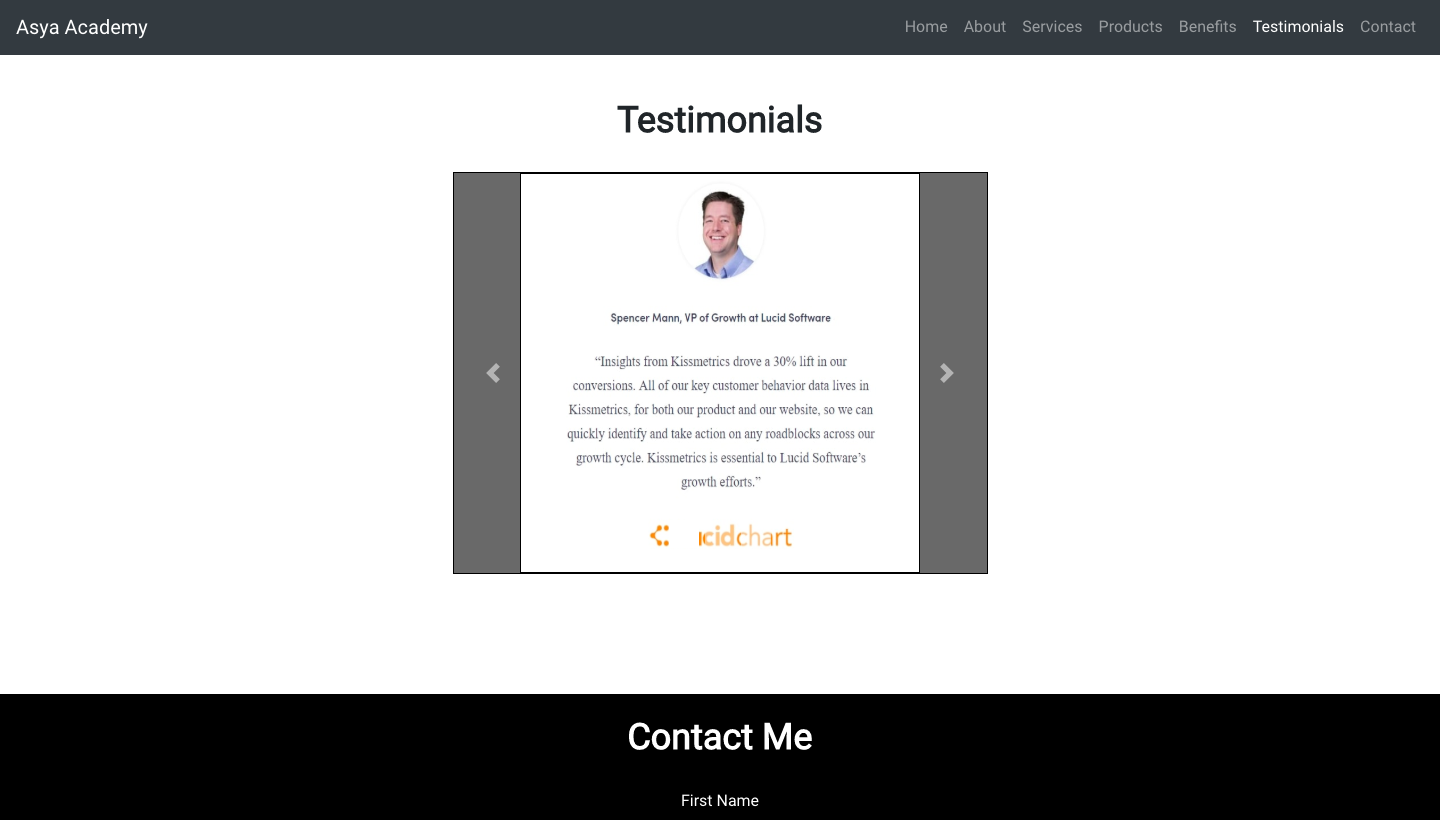 Asya Academy
Home About Services Products Benefits Testimonials Contact
Testimonials
Spencer Mann, VP of Growth at Lucid Software
“Insights from Kissmetrics drove a 30% lift in our
conversions. All of our key customer behavior data lives in
Kissmetrics, for both our product and our website, so we can
quickly identify and take action on any roadblocks across our
growth cycle. Kissmetrics is essential to Lucid Software’s
growth efforts.”
ıcidchart
Contact Me
First Name